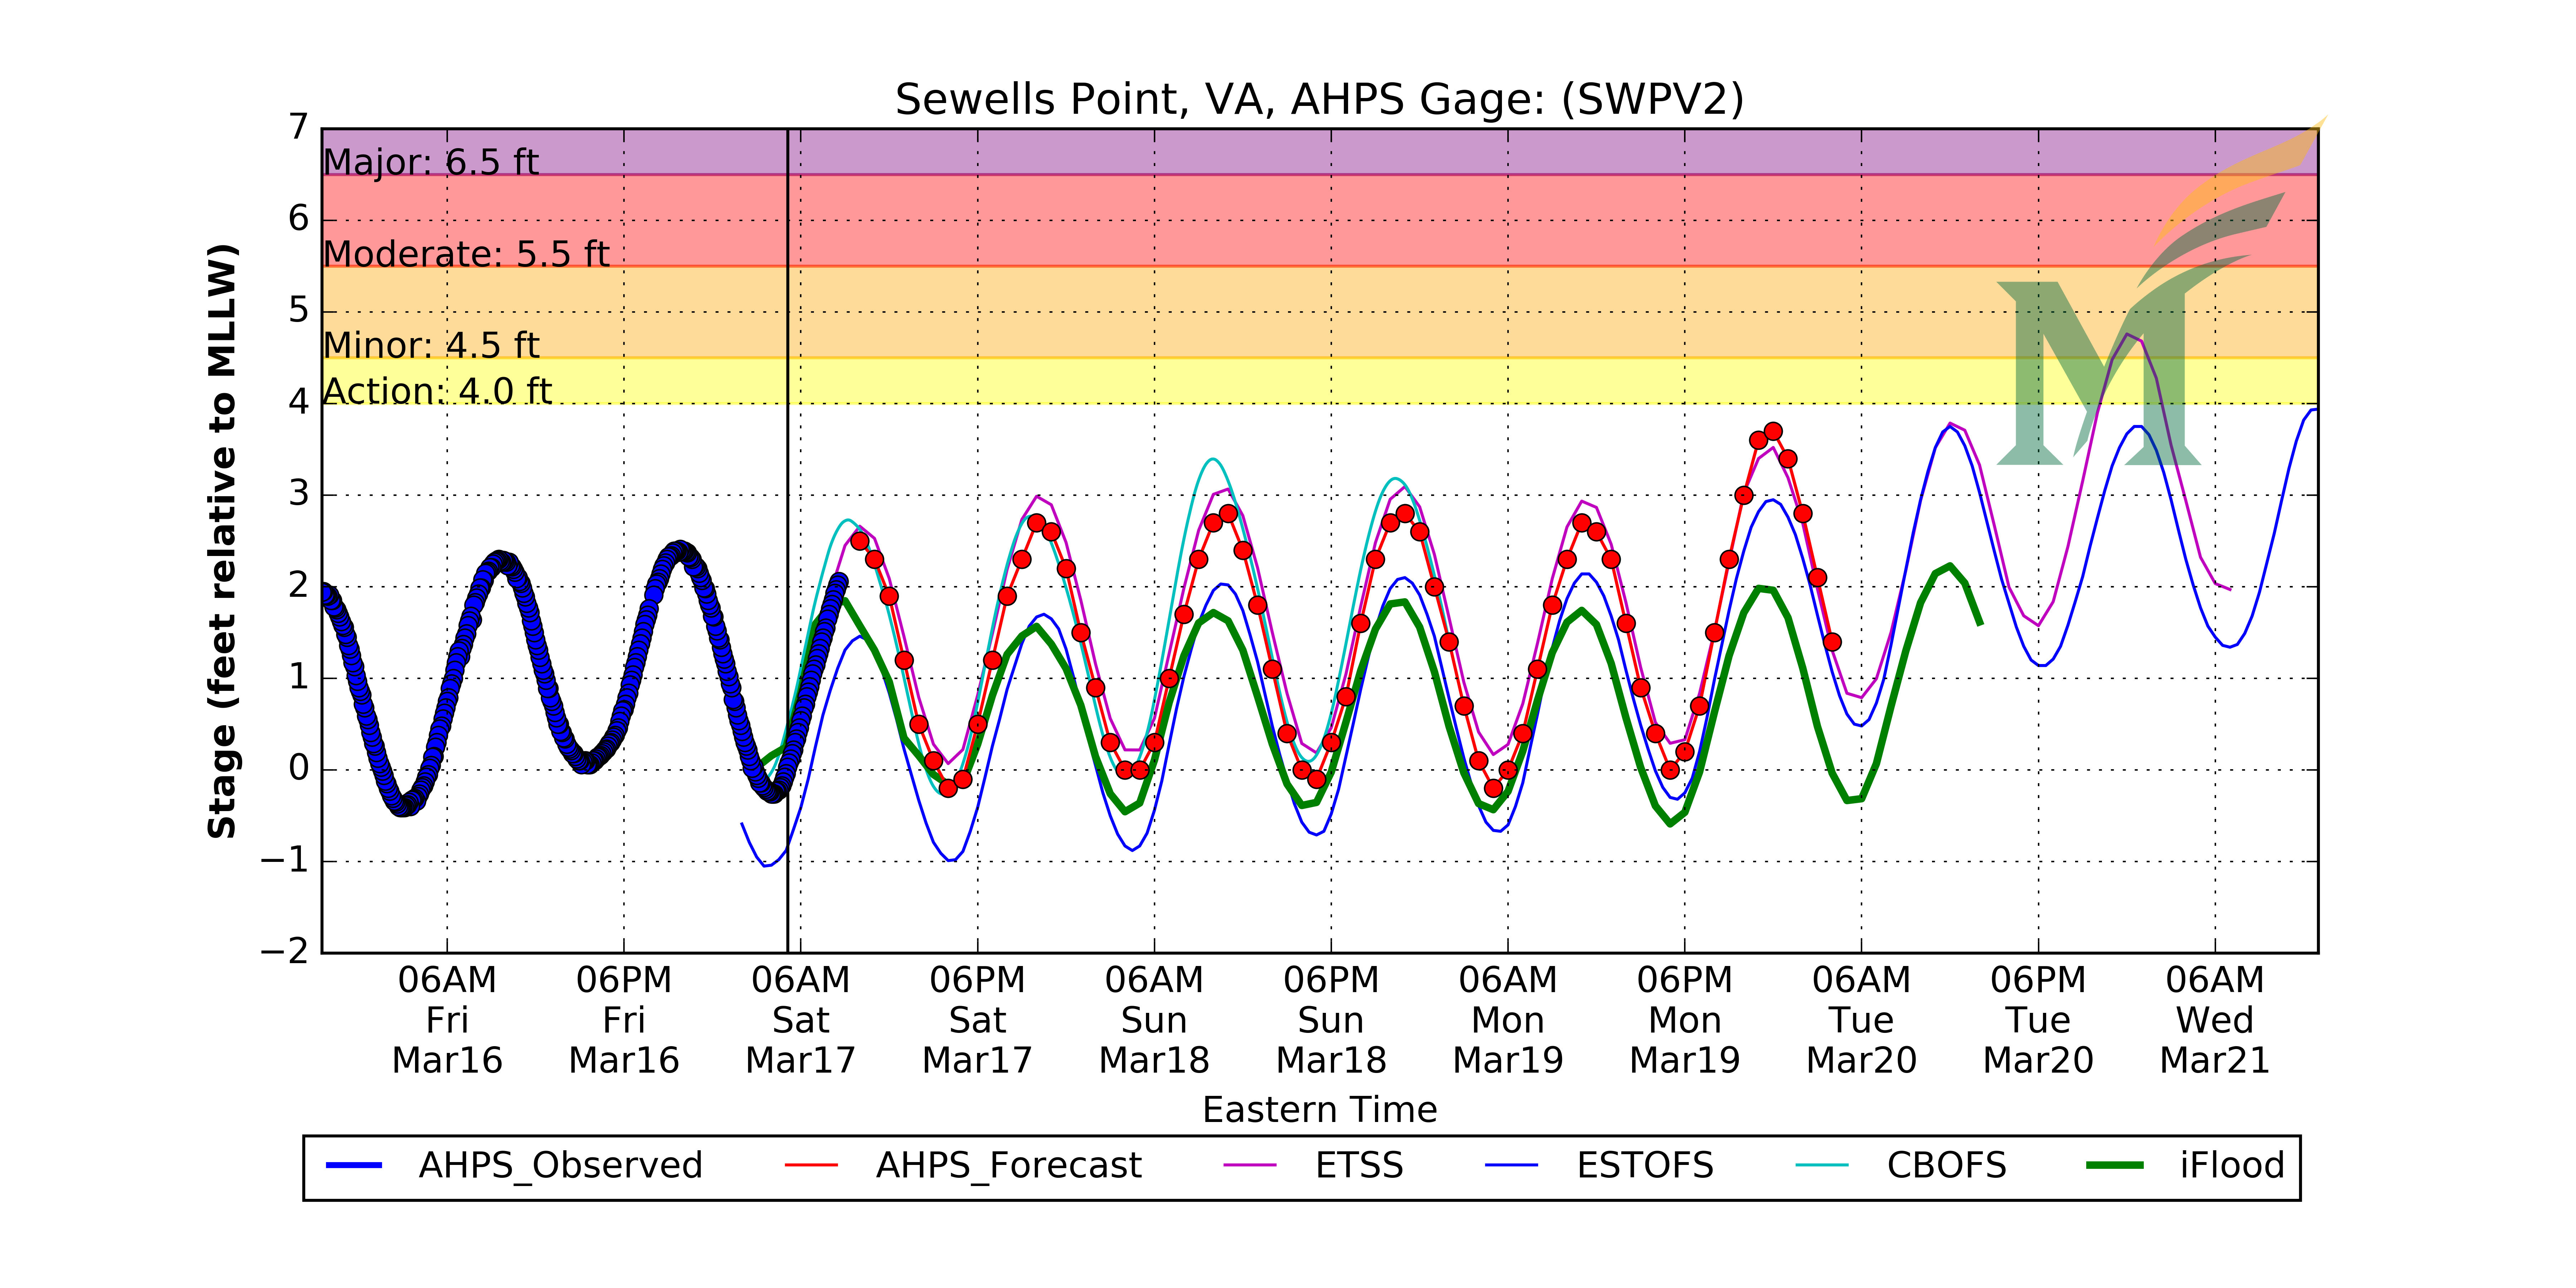 Sewells Point, VA, AHPS Gage: (SWPV2)
Stage (feet relative to MLLW)
7
6
5
4
3
2
1
0
−1
−2
Major: 6.5 ft
Moderate: 5.5 ft
Minor: 4.5 ft
Action: 4.0 ft
M
06AM 06PM 06AM 06PM 06AM 06PM 06AM 06PM 06AM 06PM 06AM
Fri Fri Sat Sat Sun Sun Mon Mon Tue Tue Wed
Mar16 Mar16 Mar17 Mar17 Mar18 Mar18 Mar19 Mar19 Mar20 Mar20 Mar21
Eastern Time
AHPS_Observed AHPS_Forecast ETSS ESTOFS CBOFS iFlood